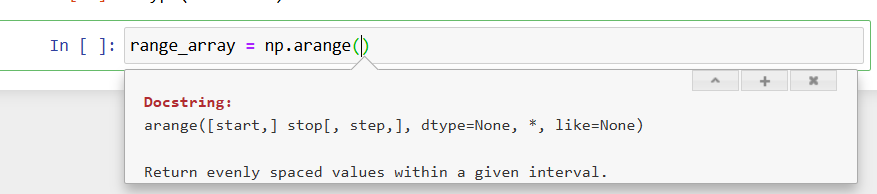 In [ ]: range_array = np.arange()
Docstring:
arange([start,] stop[, step,], dtype=None, *, like=None)
Return evenly spaced values within a given interval.